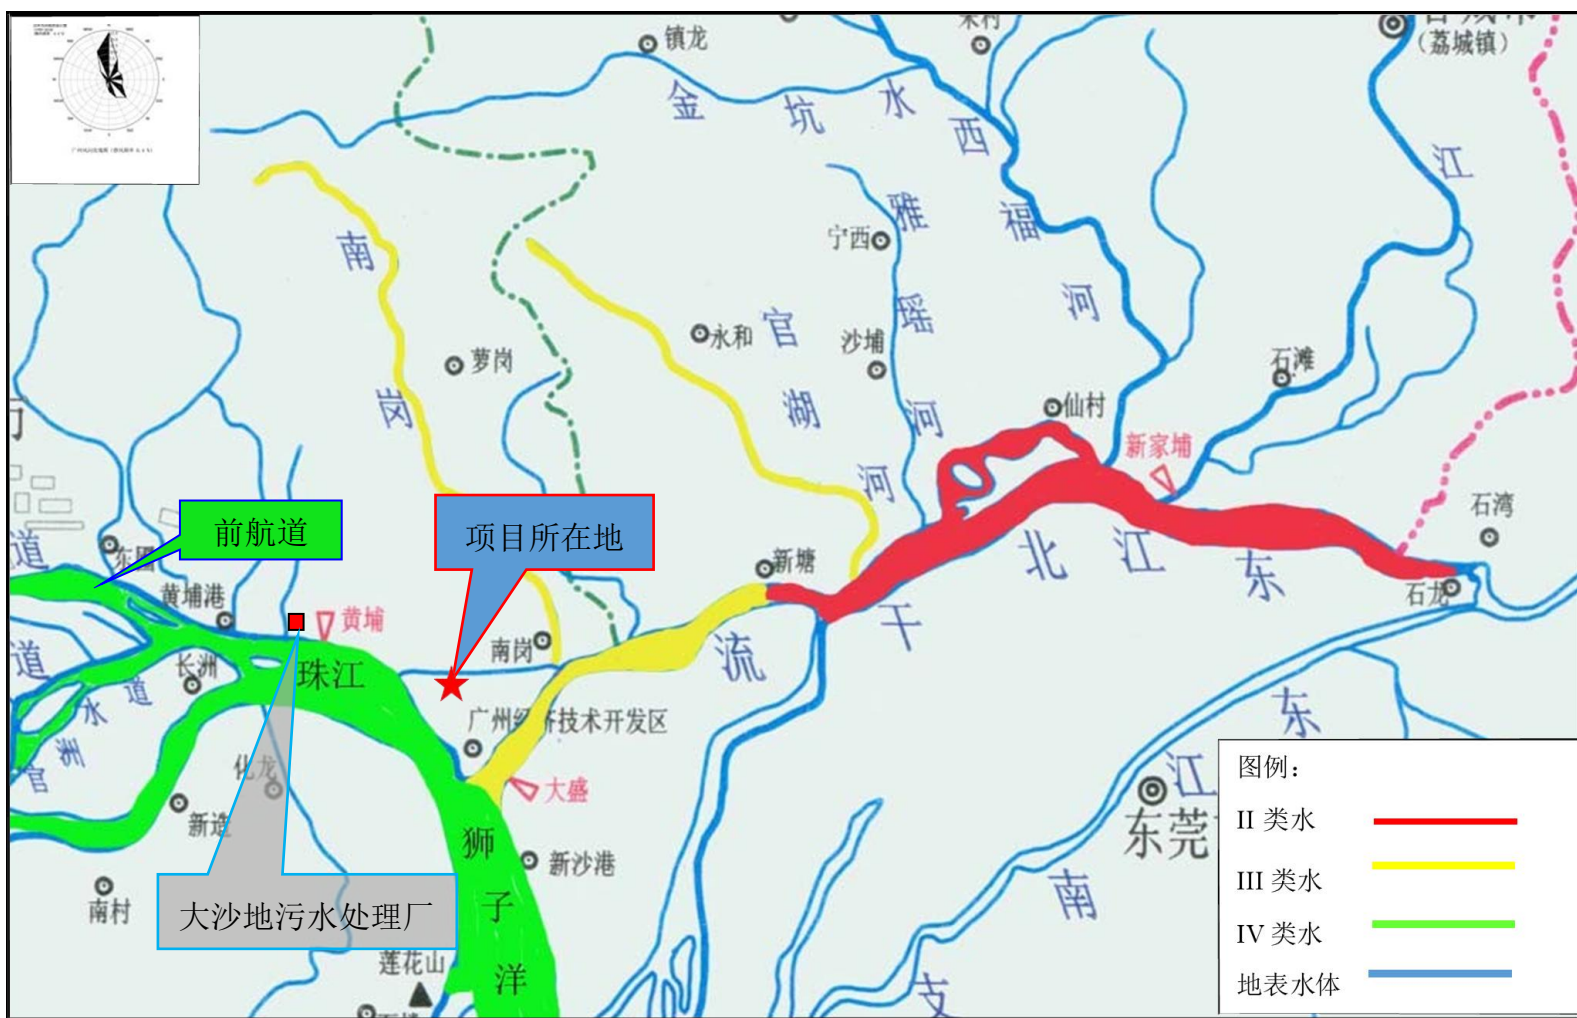 镇龙
(荔城镇)
金坑水
西福河
江
雅瑶河
宁西
南岗
永和
官湖河
沙埔
萝岗
石滩
仙村
新家埔
石湾
前航道
项目所在地
新塘
东圃
道
黄埔港
黄埔
南岗
石龙
东江北干流
道
长洲
珠江
官洲水道
广州经济技术开发区
化龙
大盛
新造
狮子洋
新沙港
东江南支
东莞
南村
大沙地污水处理厂
莲花山
图例：
II 类水
III 类水
IV 类水
地表水体